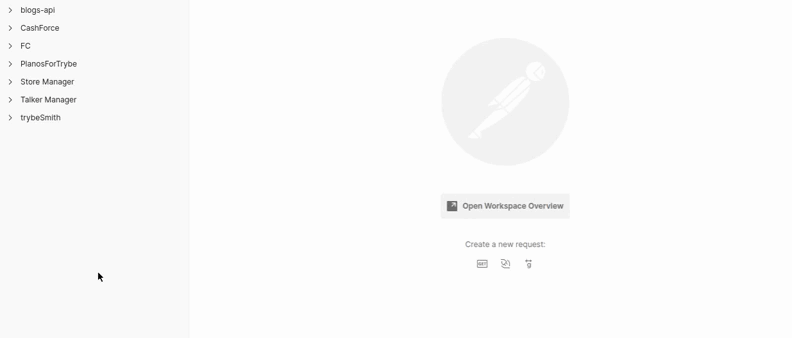 blogs-api
CashForce
FC
PlanosForTrybe
Store Manager
Talker Manager
trybeSmith
Open Workspace Overview
Create a new request: